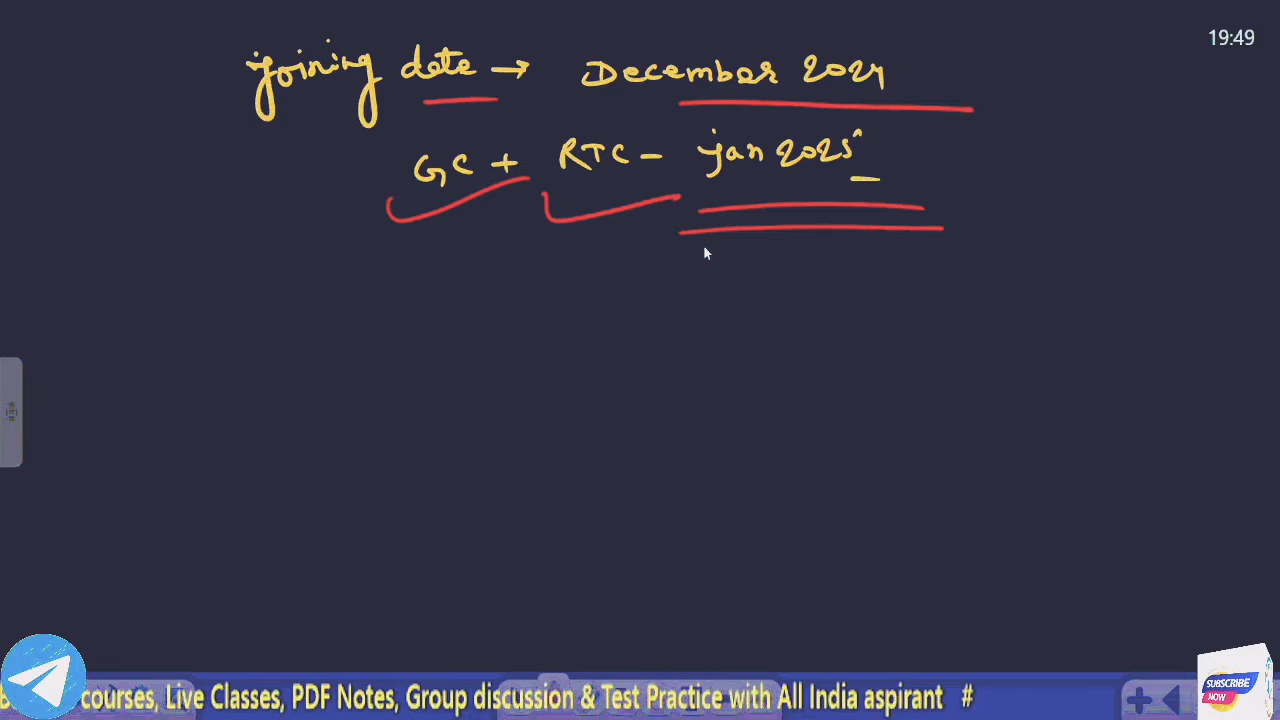 19:49
joining date → December 2024
GC + RTC - jan 2025
courses, Live Classes, PDF Notes, Group discussion & Test Practice with All India aspirant #
SUBSCRIBE
NOW